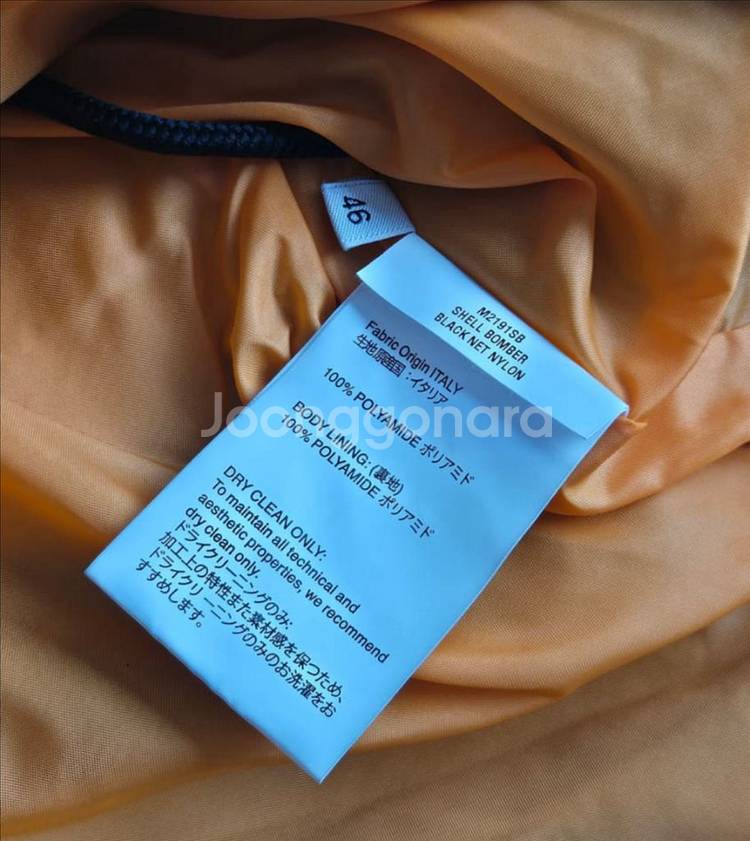 46
M2191SB
SHELL BOMBER
BLACK NET NYLON
Fabric Origin ITALY
生地原産国:イタリア
100% POLYAMIDE ポリアミド
BODY LINING: (裏地)
100% POLYAMIDE ポリアミド
DRY CLEAN ONLY:
To maintain all technical and
aesthetic properties, we recommend
dry clean only.
ドライクリーニングのみ:
加工上の特性また素材感を保つため、
ドライクリーニングのみのお洗濯をお
すすめします。
Joonggonara